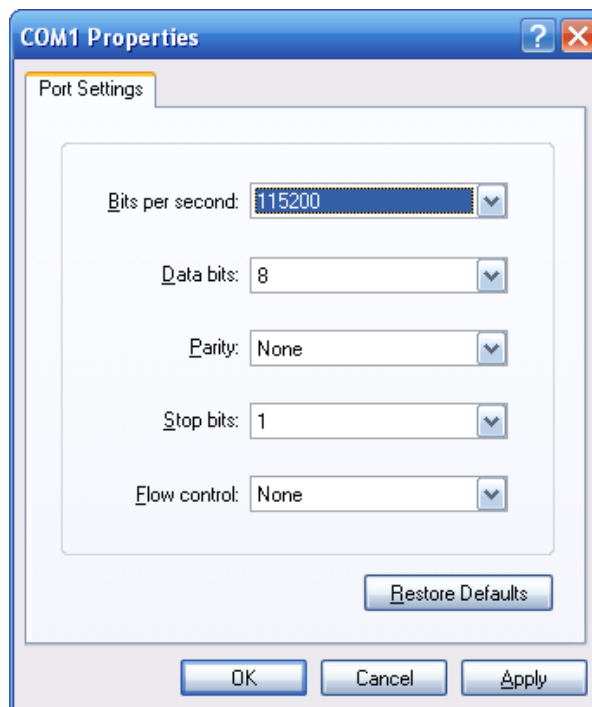 COM1 Properties
Port Settings
Bits per second: 115200
Data bits: 8
Parity: None
Stop bits: 1
Flow control: None
Restore Defaults
OK Cancel Apply